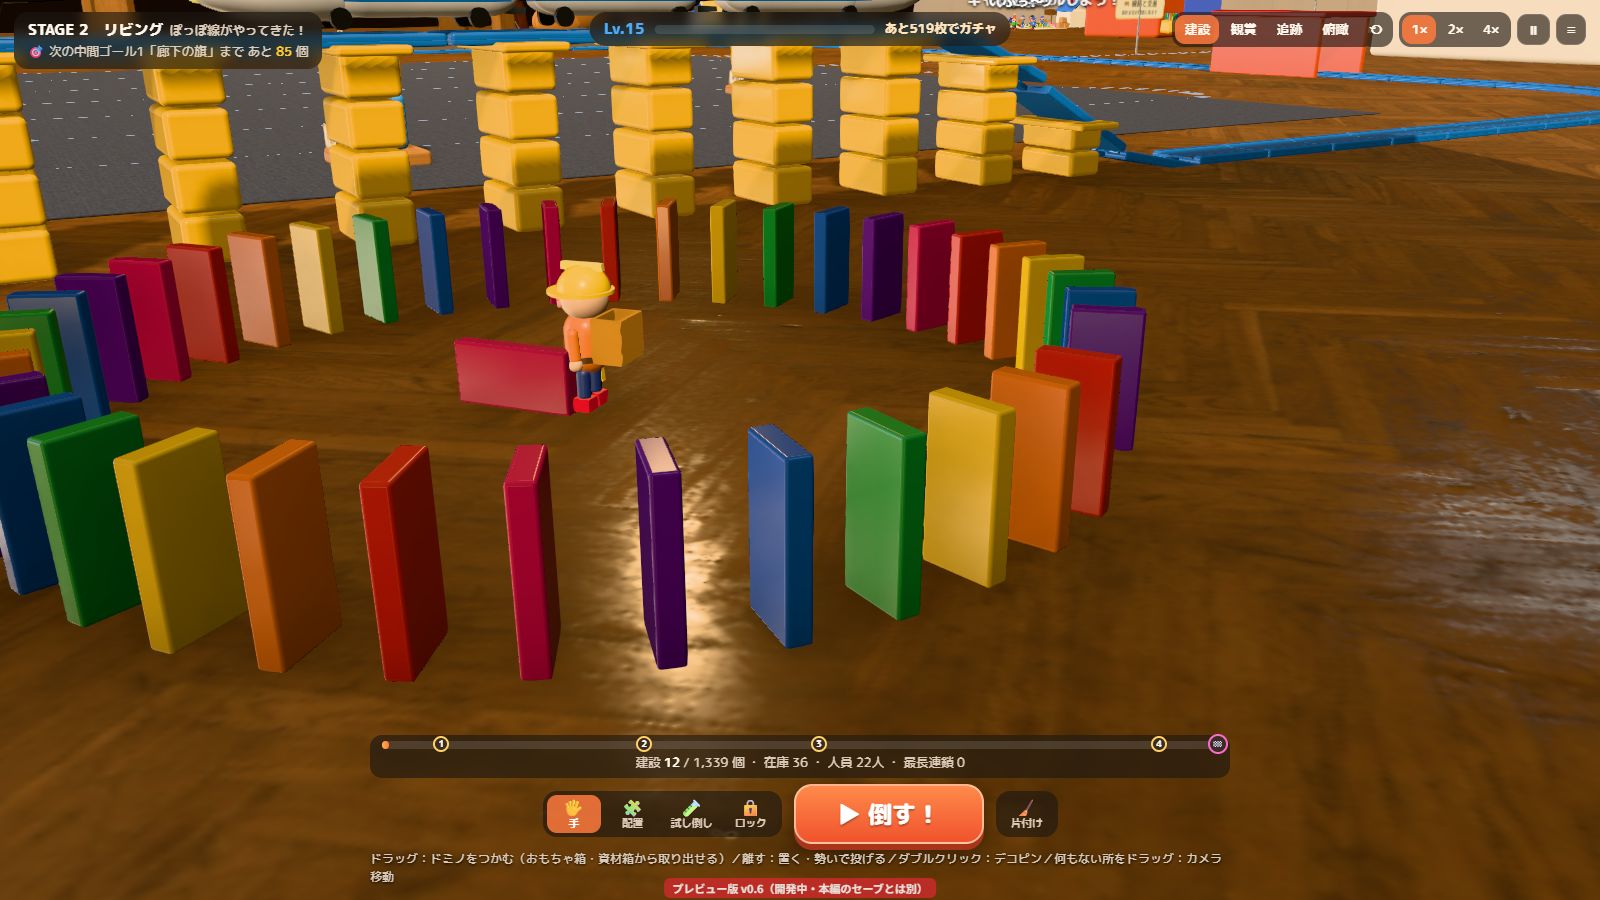 STAGE 2 リビング ぽっぽ線がやってきた！
🎯 次の中間ゴール1「廊下の旗」まで あと 85 個
Lv.15
あと519枚でガチャ
建設 観賞 追跡 俯瞰
1× 2× 4×
1 2 3 4
建設 12 / 1,339 個 ・ 在庫 36 ・ 人員 22人 ・ 最長連鎖 0
手 配置 試し倒し ロック
▶ 倒す！
片付け
ドラッグ：ドミノをつかむ（おもちゃ箱・資材箱から取り出せる）／離す：置く・勢いで投げる／ダブルクリック：デコピン／何もない所をドラッグ：カメラ
移動
プレビュー版 v0.6（開発中・本編のセーブとは別）